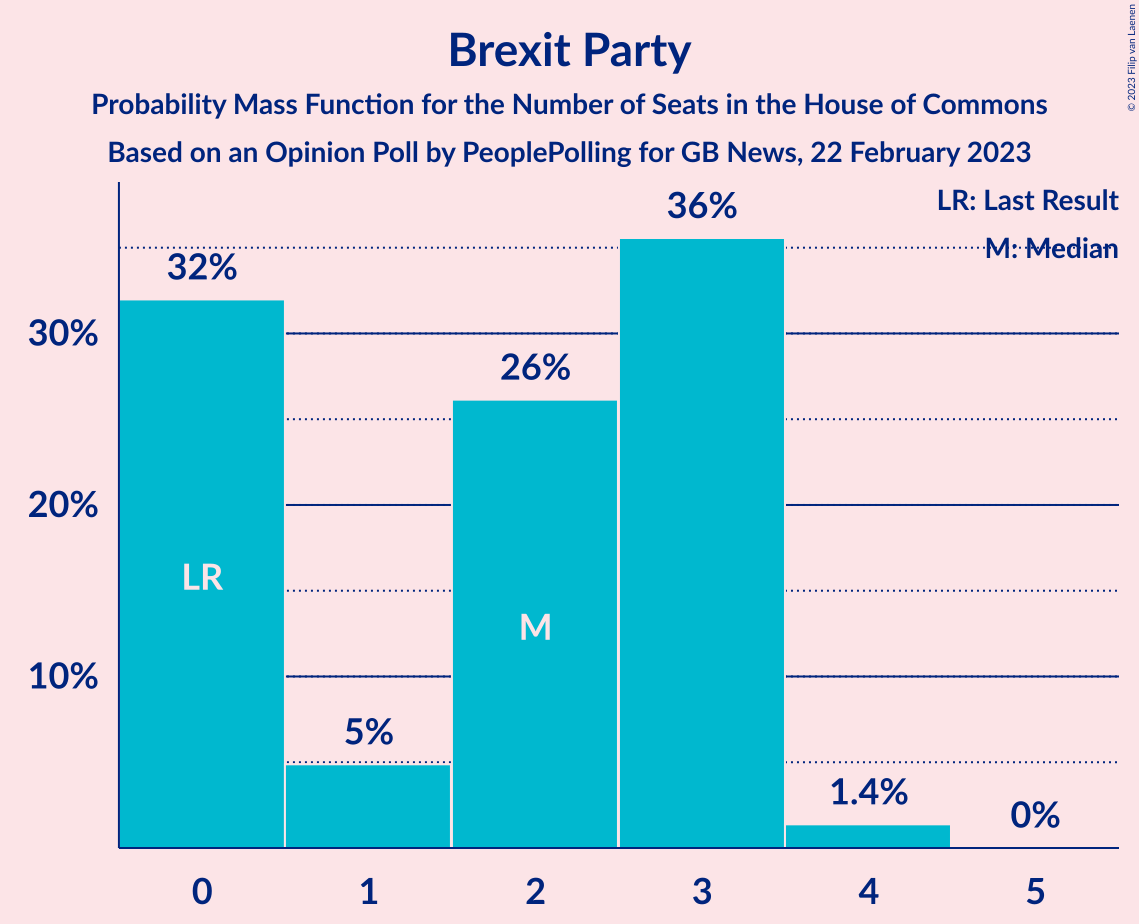 Brexit Party
Probability Mass Function for the Number of Seats in the House of Commons
Based on an Opinion Poll by PeoplePolling for GB News, 22 February 2023
© 2023 Filip van Laenen
LR: Last Result
M: Median
36%
32%
30%
26%
20%
LR
M
10%
5%
1.4%
0%
0 1 2 3 4 5